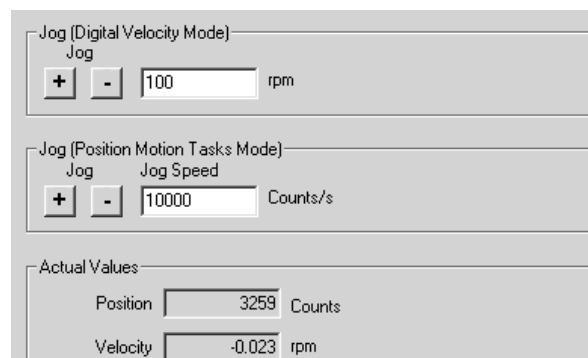 Jog (Digital Velocity Mode)
Jog
+ - 100 rpm
Jog (Position Motion Tasks Mode)
Jog Jog Speed
+ - 10000 Counts/s
Actual Values
Position 3259 Counts
Velocity -0.023 rpm